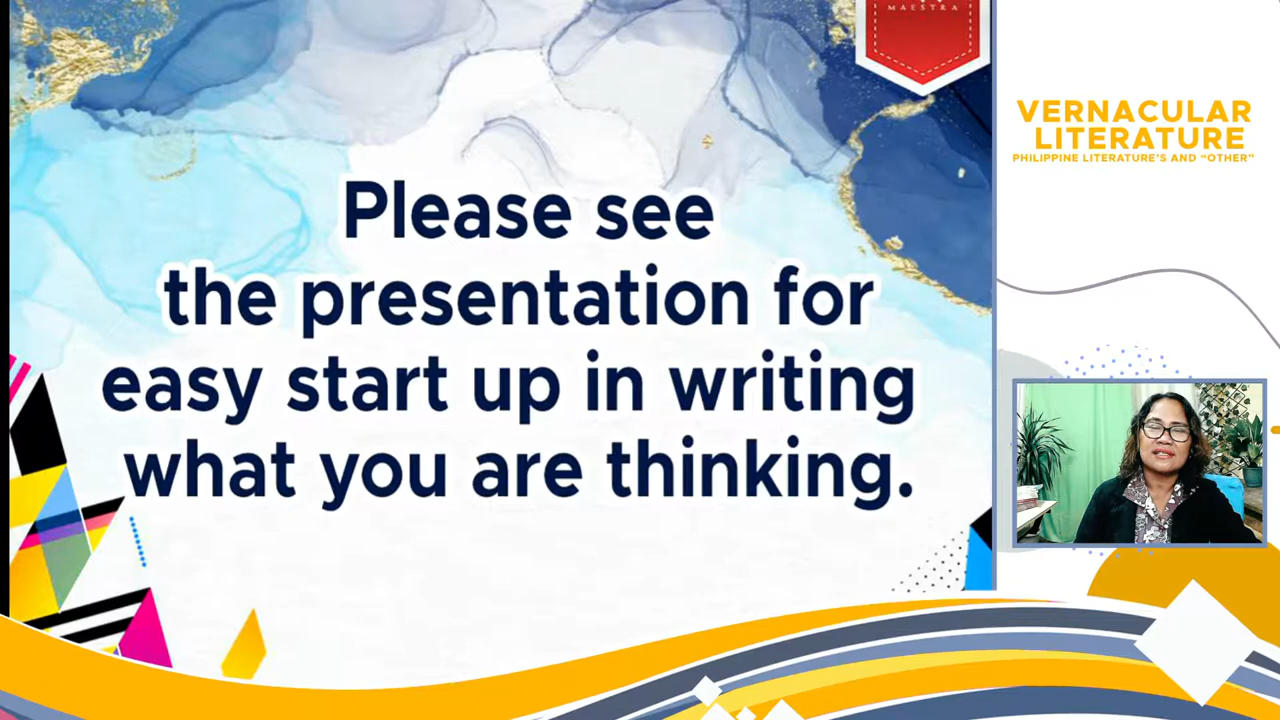 MAESTRA
Please see
the presentation for
easy start up in writing
what you are thinking.
VERNACULAR
LITERATURE
PHILIPPINE LITERATURE'S AND “OTHER”